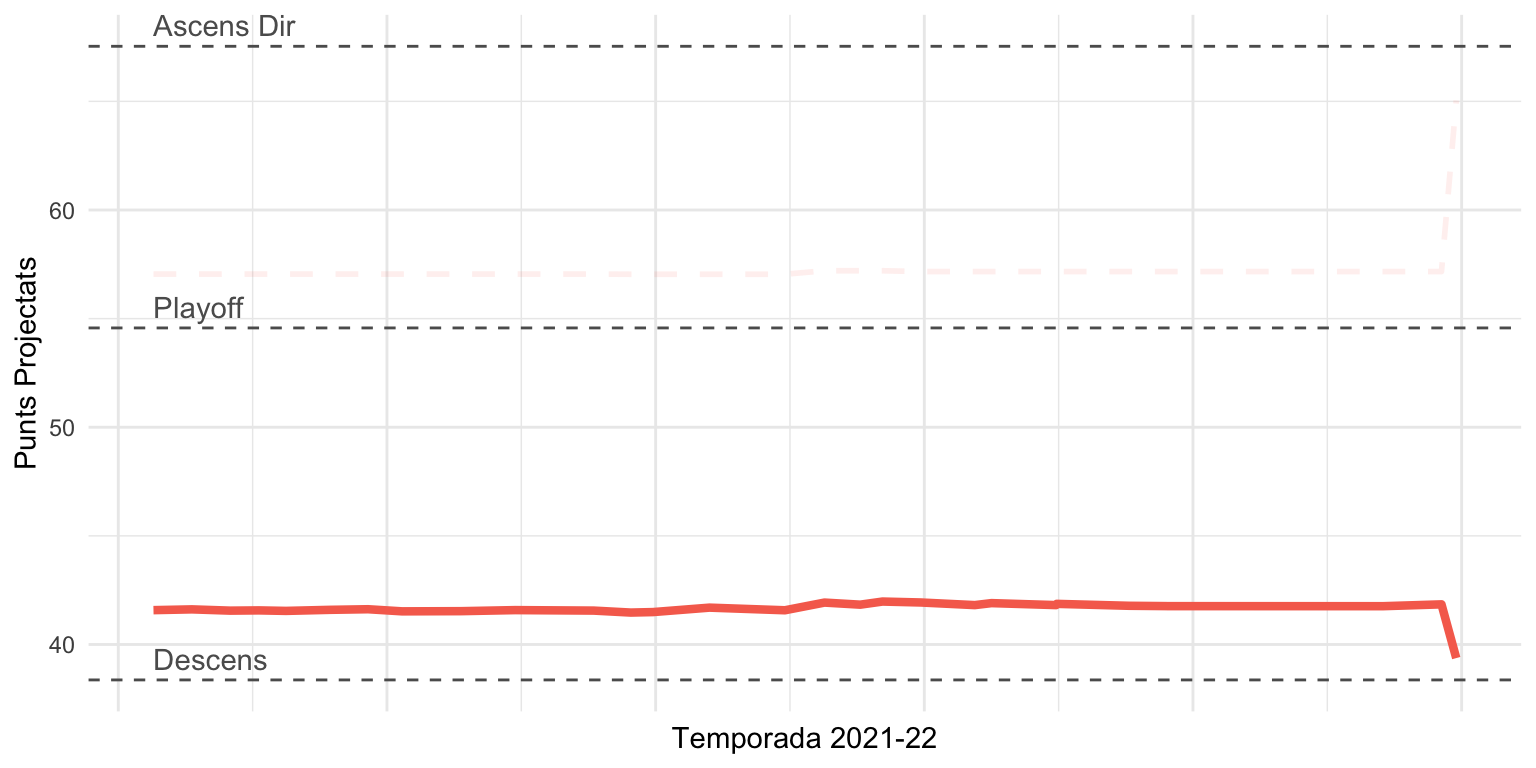 Ascens Dir
60
Playoff
Punts Projectats
50
40
Descens
Temporada 2021-22